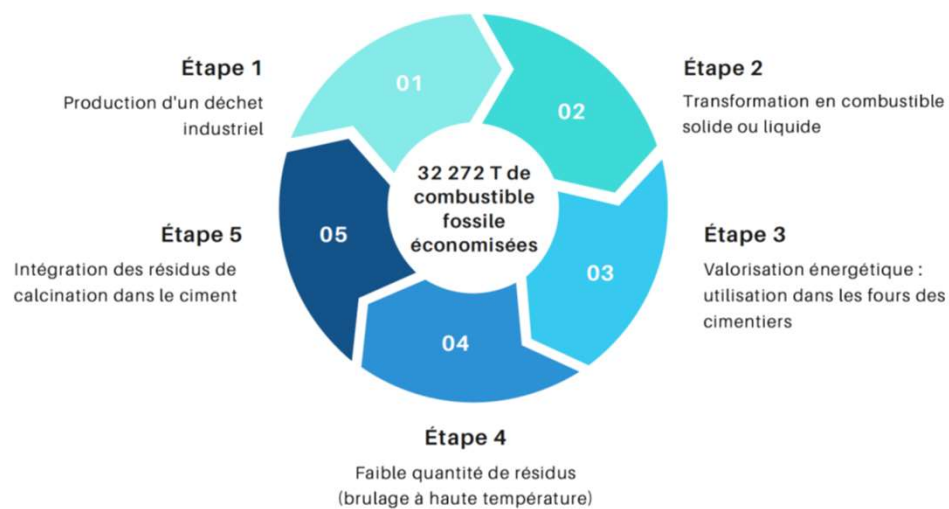 Étape 1
Production d'un déchet
industriel
01
Étape 2
Transformation en combustible
solide ou liquide
02
32 272 T de
combustible
fossile
économisées
Étape 3
Valorisation énergétique :
utilisation dans les fours des
cimentiers
03
Étape 4
Faible quantité de résidus
(brulage à haute température)
04
Étape 5
Intégration des résidus de
calcination dans le ciment
05